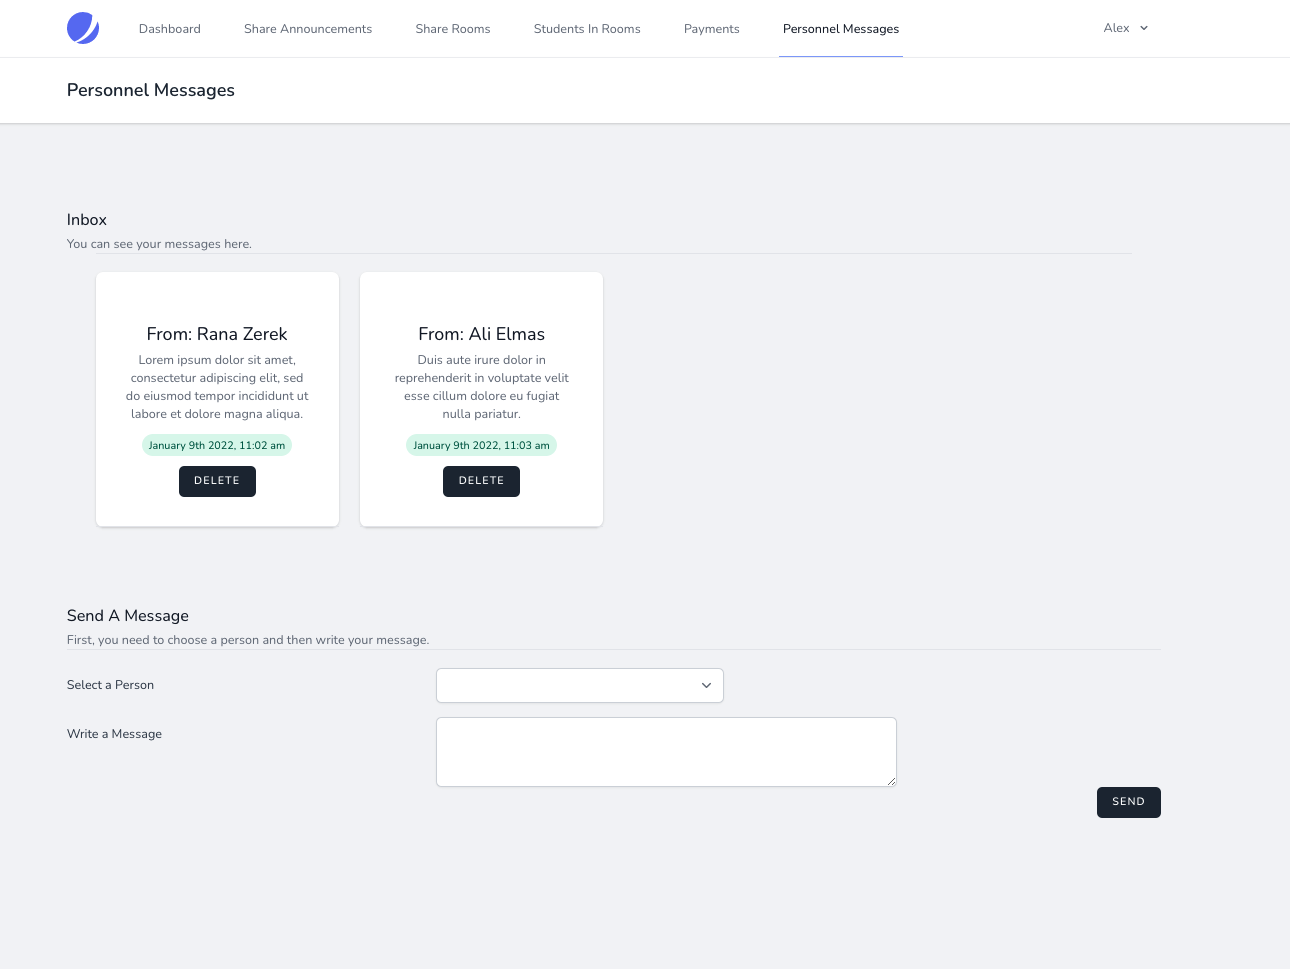 Dashboard Share Announcements Share Rooms Students In Rooms Payments Personnel Messages Alex
Personnel Messages
Inbox
You can see your messages here.
From: Rana Zerek
Lorem ipsum dolor sit amet,
consectetur adipiscing elit, sed
do eiusmod tempor incididunt ut
labore et dolore magna aliqua.
January 9th 2022, 11:02 am
DELETE
From: Ali Elmas
Duis aute irure dolor in
reprehenderit in voluptate velit
esse cillum dolore eu fugiat
nulla pariatur.
January 9th 2022, 11:03 am
DELETE
Send A Message
First, you need to choose a person and then write your message.
Select a Person
Write a Message
SEND